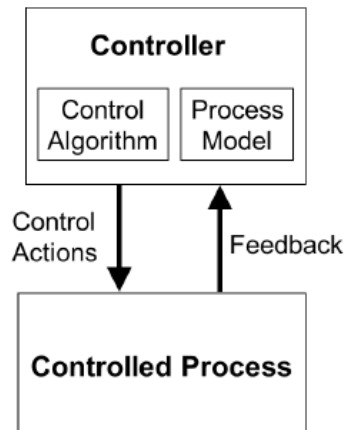 Controller
Control
Algorithm
Process
Model
Control
Actions
Feedback
Controlled Process